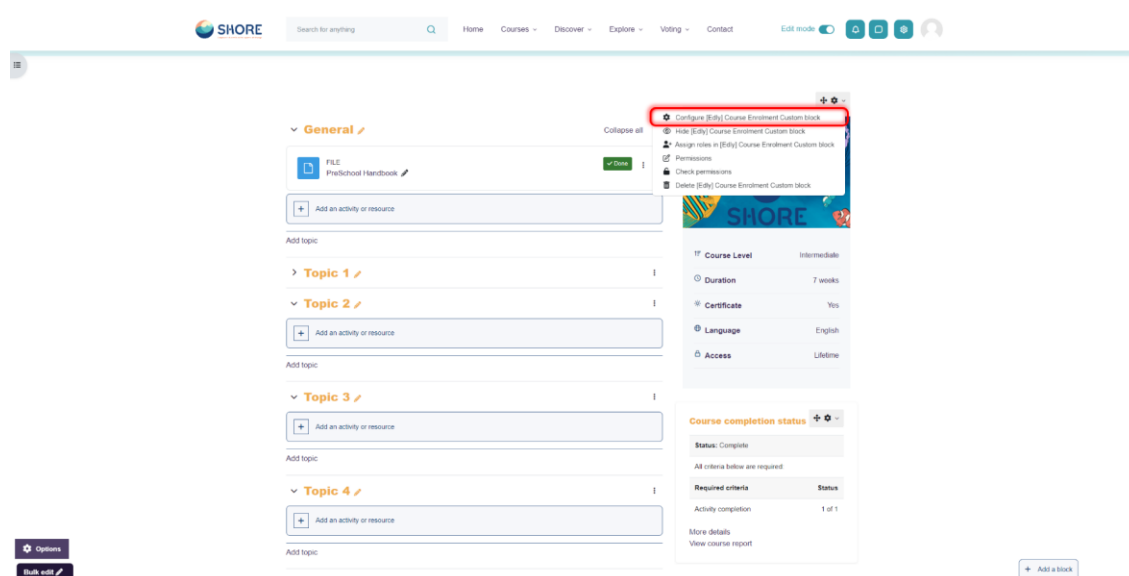 SHORE
Search for anything
Home Courses Discover Explore Voting Contact
Edit mode
General
Collapse all
FILE
PreSchool Handbook
Done
Add an activity or resource
Add topic
Topic 1
Topic 2
Add an activity or resource
Add topic
Topic 3
Add an activity or resource
Add topic
Topic 4
Add an activity or resource
Add topic
Configure [Edly] Course Enrolment Custom block
Hide [Edly] Course Enrolment Custom block
Assign roles in [Edly] Course Enrolment Custom block
Permissions
Check permissions
Delete [Edly] Course Enrolment Custom block
SHORE
Course Level Intermediate
Duration 7 weeks
Certificate Yes
Language English
Access Lifetime
Course completion status
Status: Complete
All criteria below are required
Required criteria Status
Activity completion 1 of 1
More details
View course report
Options
Bulk edit
+ Add a block